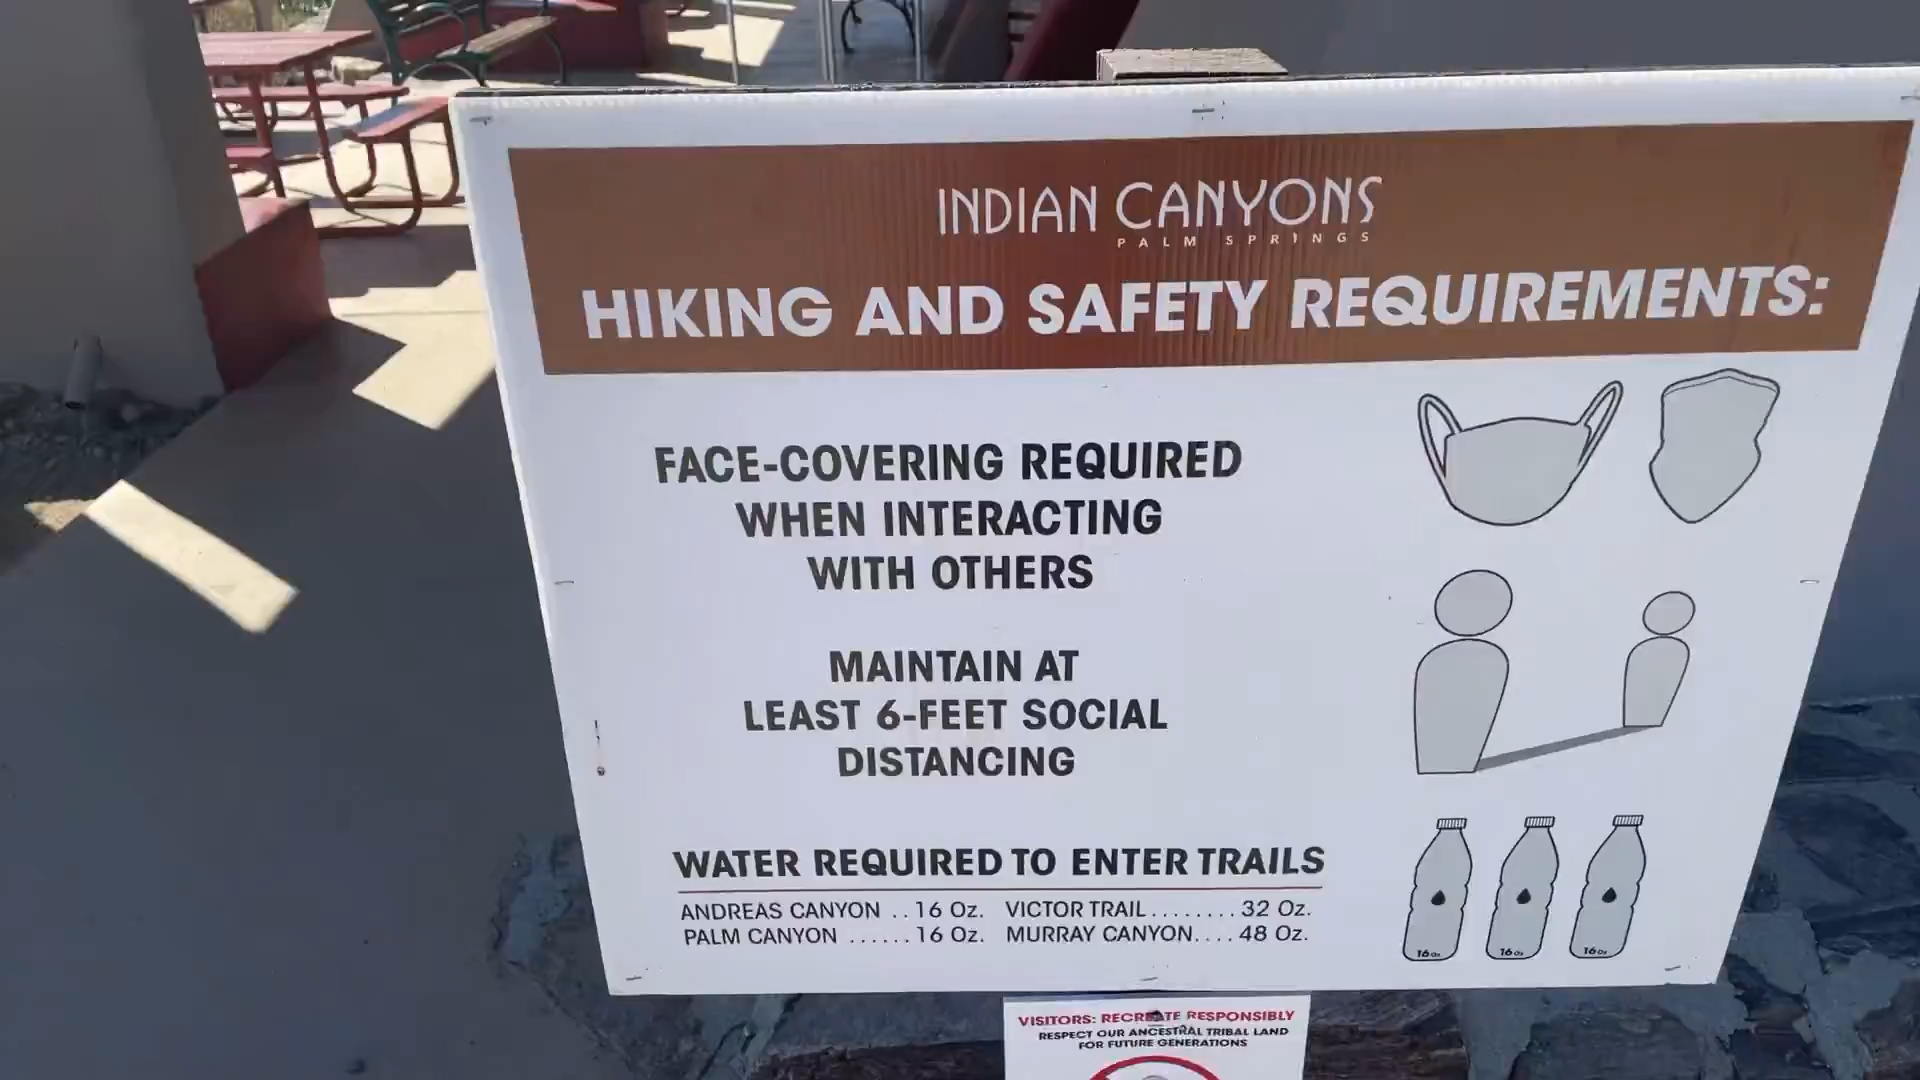 INDIAN CANYONS
PALM SPRINGS
HIKING AND SAFETY REQUIREMENTS:
FACE-COVERING REQUIRED
WHEN INTERACTING
WITH OTHERS
MAINTAIN AT
LEAST 6-FEET SOCIAL
DISTANCING
WATER REQUIRED TO ENTER TRAILS
ANDREAS CANYON .. 16 Oz. VICTOR TRAIL ........ 32 Oz.
PALM CANYON ...... 16 Oz. MURRAY CANYON.... 48 Oz.
16 Oz 16 Oz 16 Oz
VISITORS: RECREATE RESPONSIBLY
RESPECT OUR ANCESTRAL TRIBAL LAND
FOR FUTURE GENERATIONS